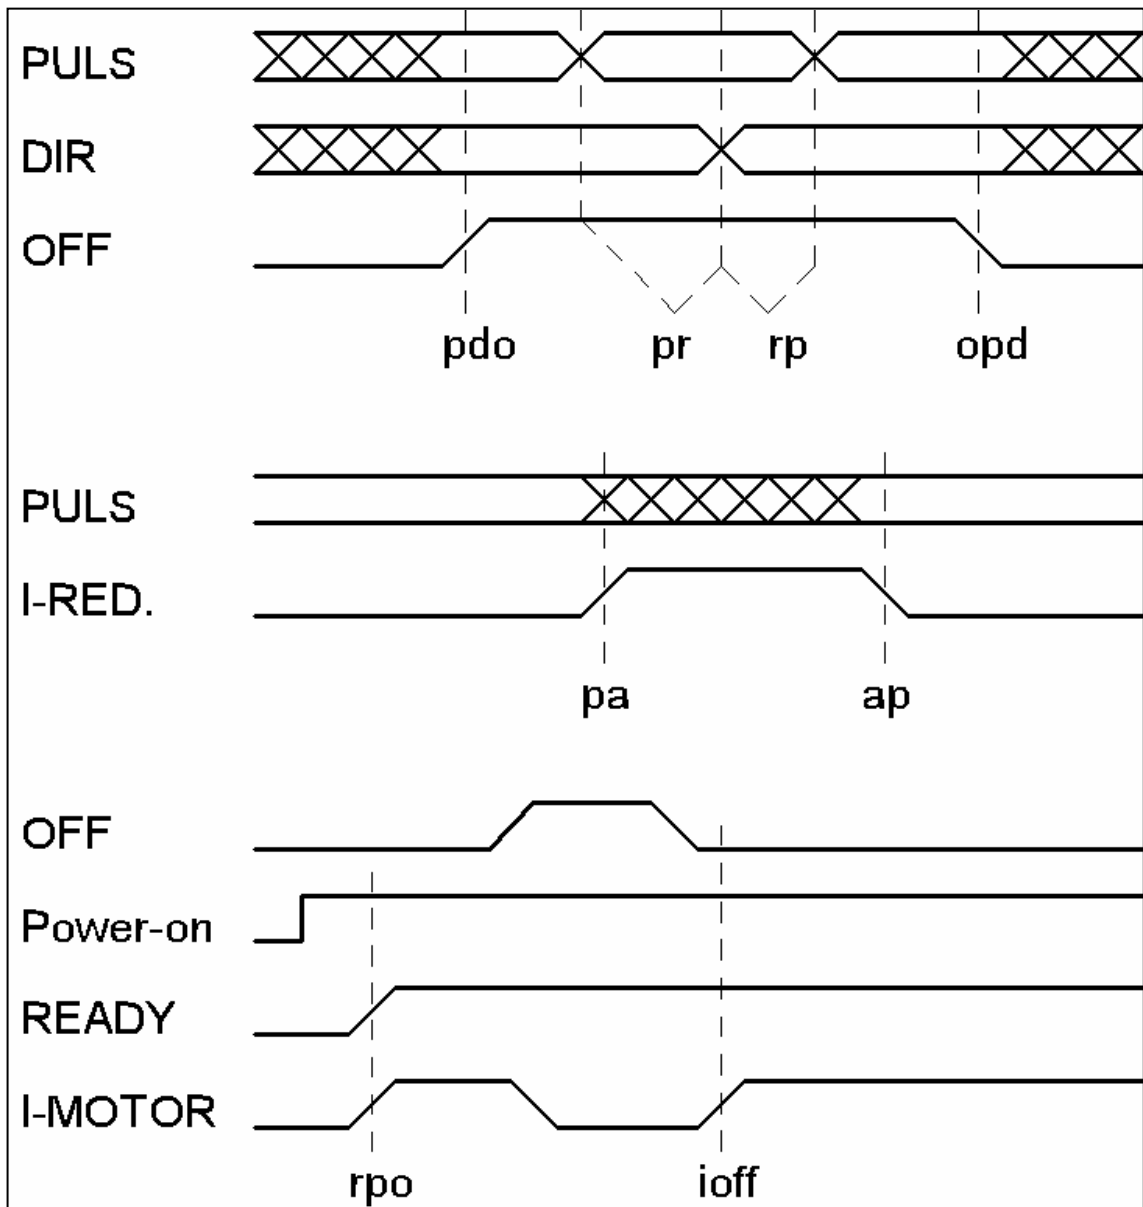 PULS
DIR
OFF
pdo pr rp opd
PULS
I-RED.
pa ap
OFF
Power-on
READY
I-MOTOR
rpo ioff